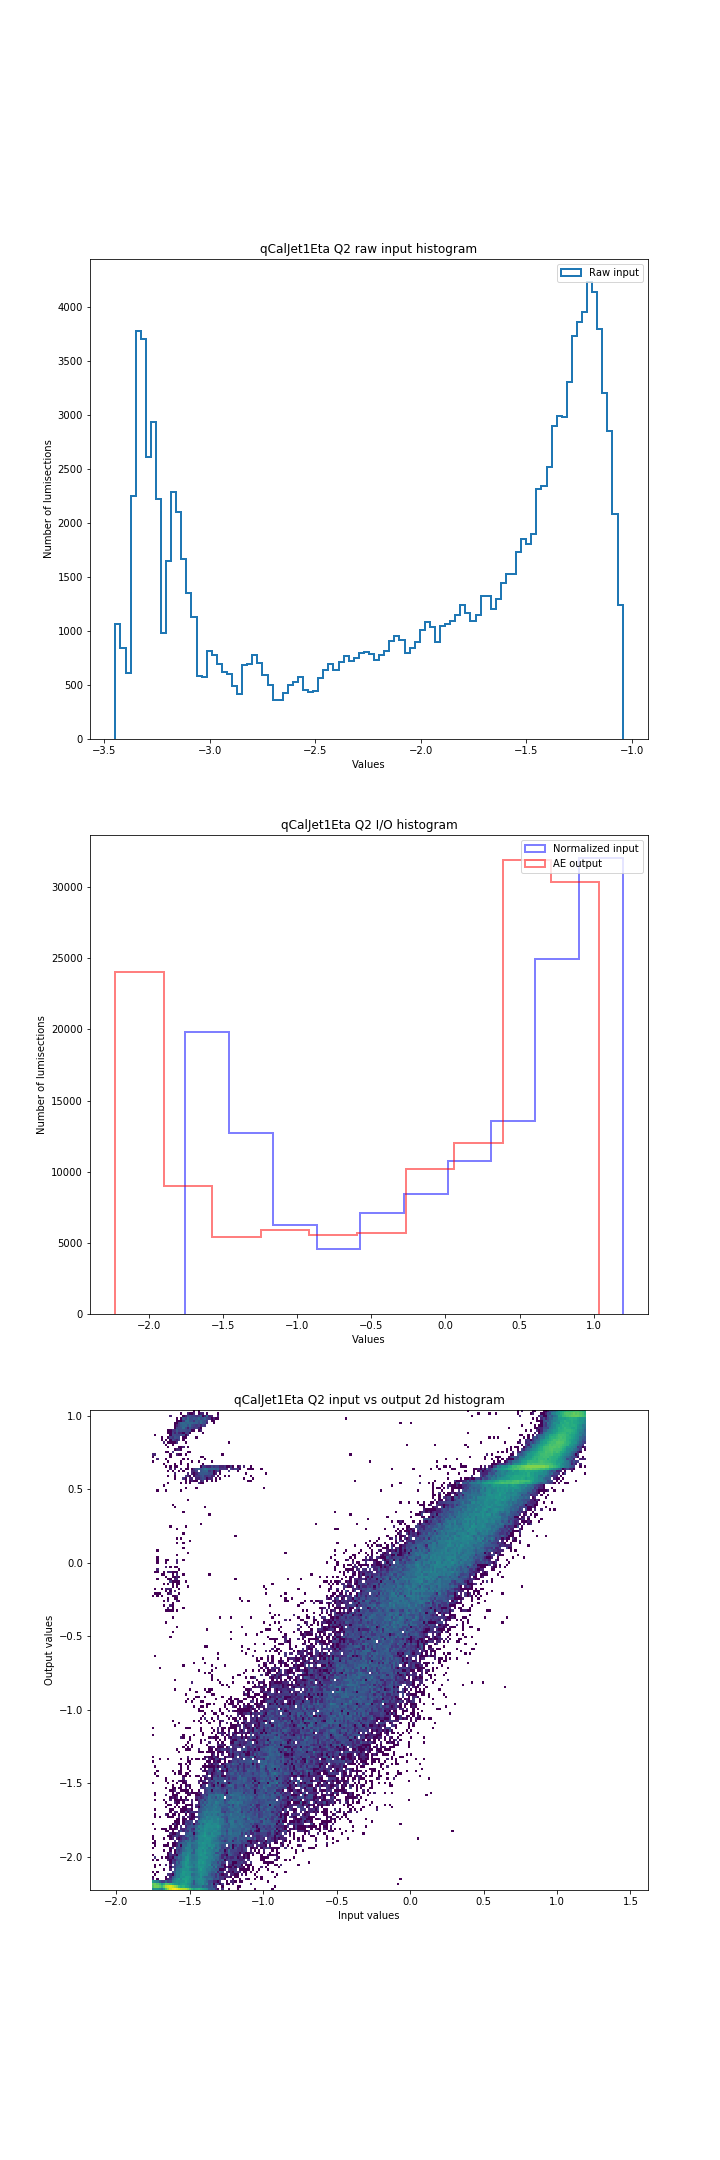 qCalJet1Eta Q2 raw input histogram
Raw input
4000
3500
3000
2500
2000
1500
1000
500
0
Number of lumisections
−3.5 −3.0 −2.5 −2.0 −1.5 −1.0
Values
qCalJet1Eta Q2 I/O histogram
Normalized input
AE output
30000
25000
20000
15000
10000
5000
0
Number of lumisections
−2.0 −1.5 −1.0 −0.5 0.0 0.5 1.0
Values
qCalJet1Eta Q2 input vs output 2d histogram
1.0
0.5
0.0
−0.5
−1.0
−1.5
−2.0
Output values
−2.0 −1.5 −1.0 −0.5 0.0 0.5 1.0 1.5
Input values